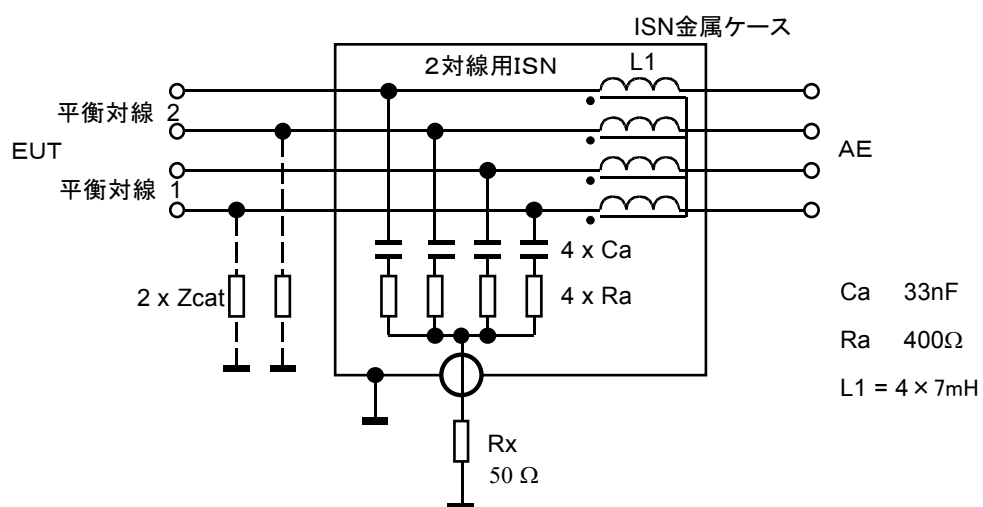 ISN金属ケース
2対線用ISN
L1
平衡対線 2
EUT
平衡対線 1
AE
4 x Ca
2 x Zcat
4 x Ra
Ca 33nF
Ra 400Ω
L1 = 4×7mH
Rx
50 Ω